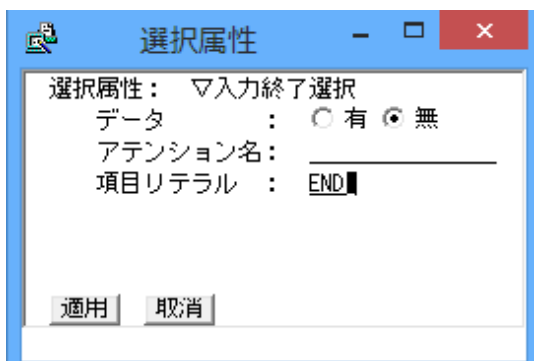 選択属性
選択属性： ▽入力終了選択
データ ： 有 無
アテンション名：
項目リテラル ： END
適用 取消